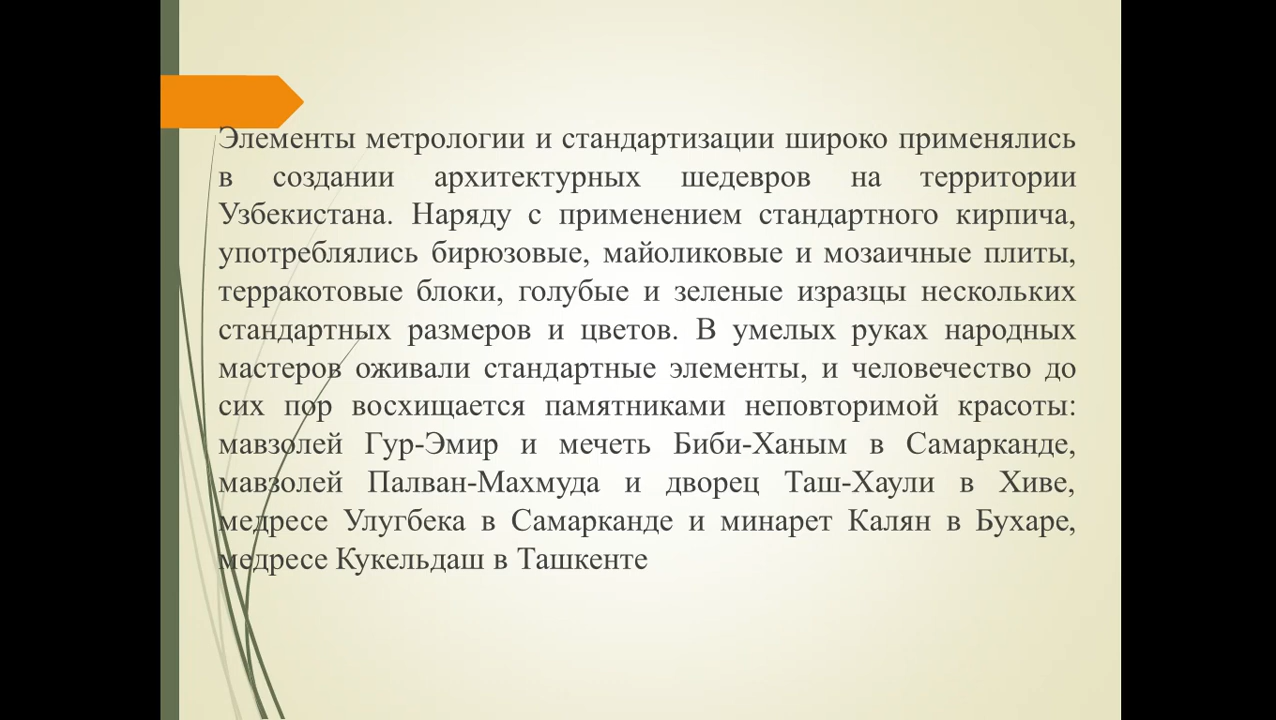 Элементы метрологии и стандартизации широко применялись
в создании архитектурных шедевров на территории
Узбекистана. Наряду с применением стандартного кирпича,
употреблялись бирюзовые, майоликовые и мозаичные плиты,
терракотовые блоки, голубые и зеленые изразцы нескольких
стандартных размеров и цветов. В умелых руках народных
мастеров оживали стандартные элементы, и человечество до
сих пор восхищается памятниками неповторимой красоты:
мавзолей Гур-Эмир и мечеть Биби-Ханым в Самарканде,
мавзолей Палван-Махмуда и дворец Таш-Хаули в Хиве,
медресе Улугбека в Самарканде и минарет Калян в Бухаре,
медресе Кукельдаш в Ташкенте